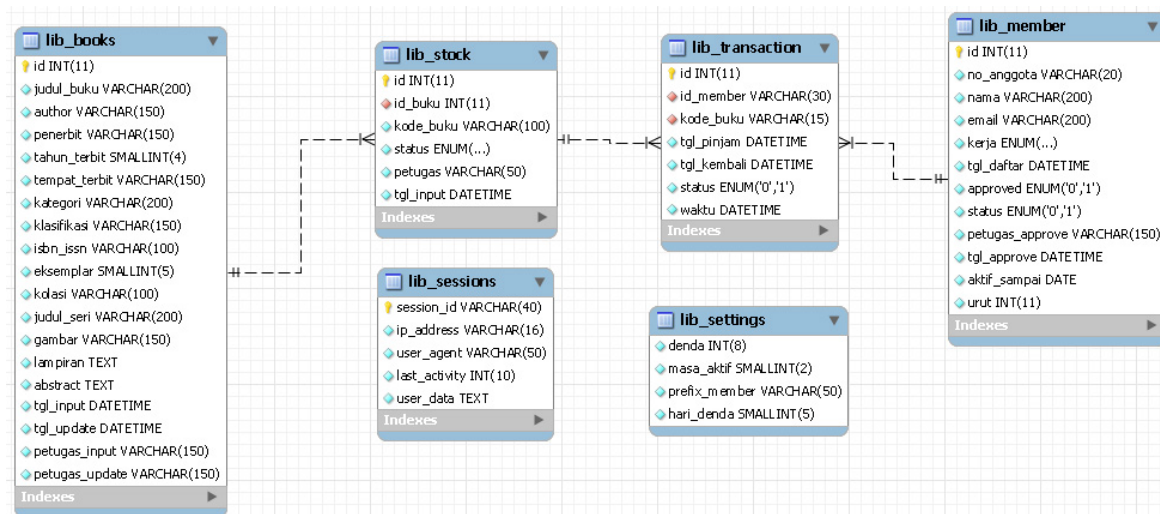 lib_books
id INT(11)
judul_buku VARCHAR(200)
author VARCHAR(150)
penerbit VARCHAR(150)
tahun_terbit SMALLINT(4)
tempat_terbit VARCHAR(150)
kategori VARCHAR(200)
klasifikasi VARCHAR(150)
isbn_issn VARCHAR(100)
eksemplar SMALLINT(5)
kolasi VARCHAR(100)
judul_seri VARCHAR(200)
gambar VARCHAR(150)
lampiran TEXT
abstract TEXT
tgl_input DATETIME
tgl_update DATETIME
petugas_input VARCHAR(150)
petugas_update VARCHAR(150)
Indexes
lib_stock
id INT(11)
id_buku INT(11)
kode_buku VARCHAR(100)
status ENUM(...)
petugas VARCHAR(50)
tgl_input DATETIME
Indexes
lib_sessions
session_id VARCHAR(40)
ip_address VARCHAR(16)
user_agent VARCHAR(50)
last_activity INT(10)
user_data TEXT
Indexes
lib_transaction
id INT(11)
id_member VARCHAR(30)
kode_buku VARCHAR(15)
tgl_pinjam DATETIME
tgl_kembali DATETIME
status ENUM('0','1')
waktu DATETIME
Indexes
lib_settings
denda INT(8)
masa_aktif SMALLINT(2)
prefix_member VARCHAR(50)
hari_denda SMALLINT(5)
lib_member
id INT(11)
no_anggota VARCHAR(20)
nama VARCHAR(200)
email VARCHAR(200)
kerja ENUM(...)
tgl_daftar DATETIME
approved ENUM('0','1')
status ENUM('0','1')
petugas_approve VARCHAR(150)
tgl_approve DATETIME
aktif_sampai DATE
urut INT(11)
Indexes